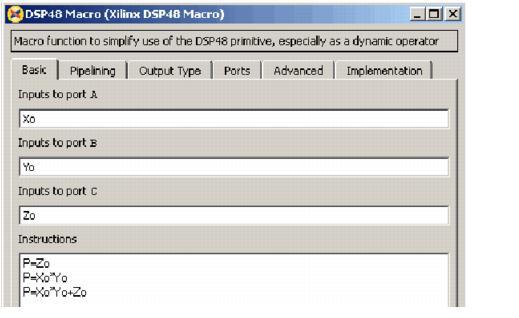 DSP48 Macro (Xilinx DSP48 Macro)
Macro function to simplify use of the DSP48 primitive, especially as a dynamic operator
Basic Pipelining Output Type Ports Advanced Implementation
Inputs to port A
Xo
Inputs to port B
Yo
Inputs to port C
Zo
Instructions
P=Zo
P=Xo*Yo
P=Xo*Yo+Zo